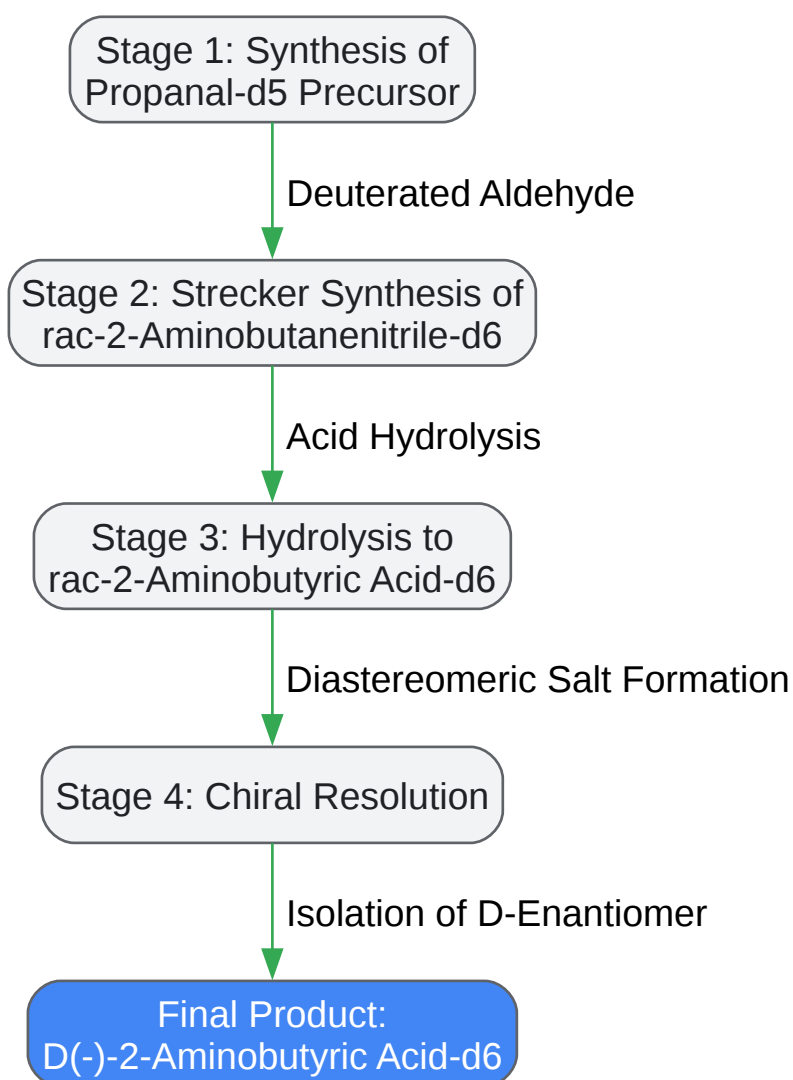 Stage 1: Synthesis of
Propanal-d5 Precursor
Deuterated Aldehyde
Stage 2: Strecker Synthesis of
rac-2-Aminobutanenitrile-d6
Acid Hydrolysis
Stage 3: Hydrolysis to
rac-2-Aminobutyric Acid-d6
Diastereomeric Salt Formation
Stage 4: Chiral Resolution
Isolation of D-Enantiomer
Final Product:
D(-)-2-Aminobutyric Acid-d6